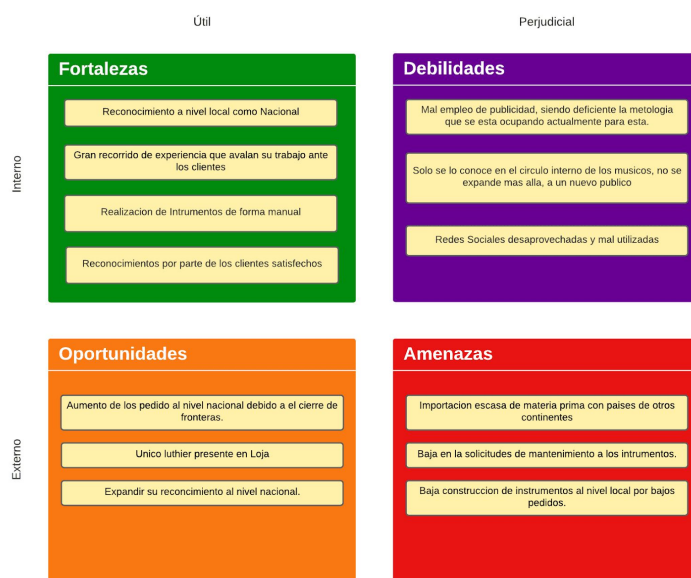 Útil
Perjudicial
Interno
Fortalezas
Reconocimiento a nivel local como Nacional
Gran recorrido de experiencia que avalan su trabajo ante
los clientes
Realizacion de Intrumentos de forma manual
Reconocimientos por parte de los clientes satisfechos
Debilidades
Mal empleo de publicidad, siendo deficiente la metologia
que se esta ocupando actualmente para esta.
Solo se lo conoce en el circulo interno de los musicos, no se
expande mas alla, a un nuevo publico
Redes Sociales desaprovechadas y mal utilizadas
Externo
Oportunidades
Aumento de los pedido al nivel nacional debido a el cierre de
fronteras.
Unico luthier presente en Loja
Expandir su reconcimiento al nivel nacional.
Amenazas
Importacion escasa de materia prima con paises de otros
continentes
Baja en la solicitudes de mantenimiento a los intrumentos.
Baja construccion de instrumentos al nivel local por bajos
pedidos.